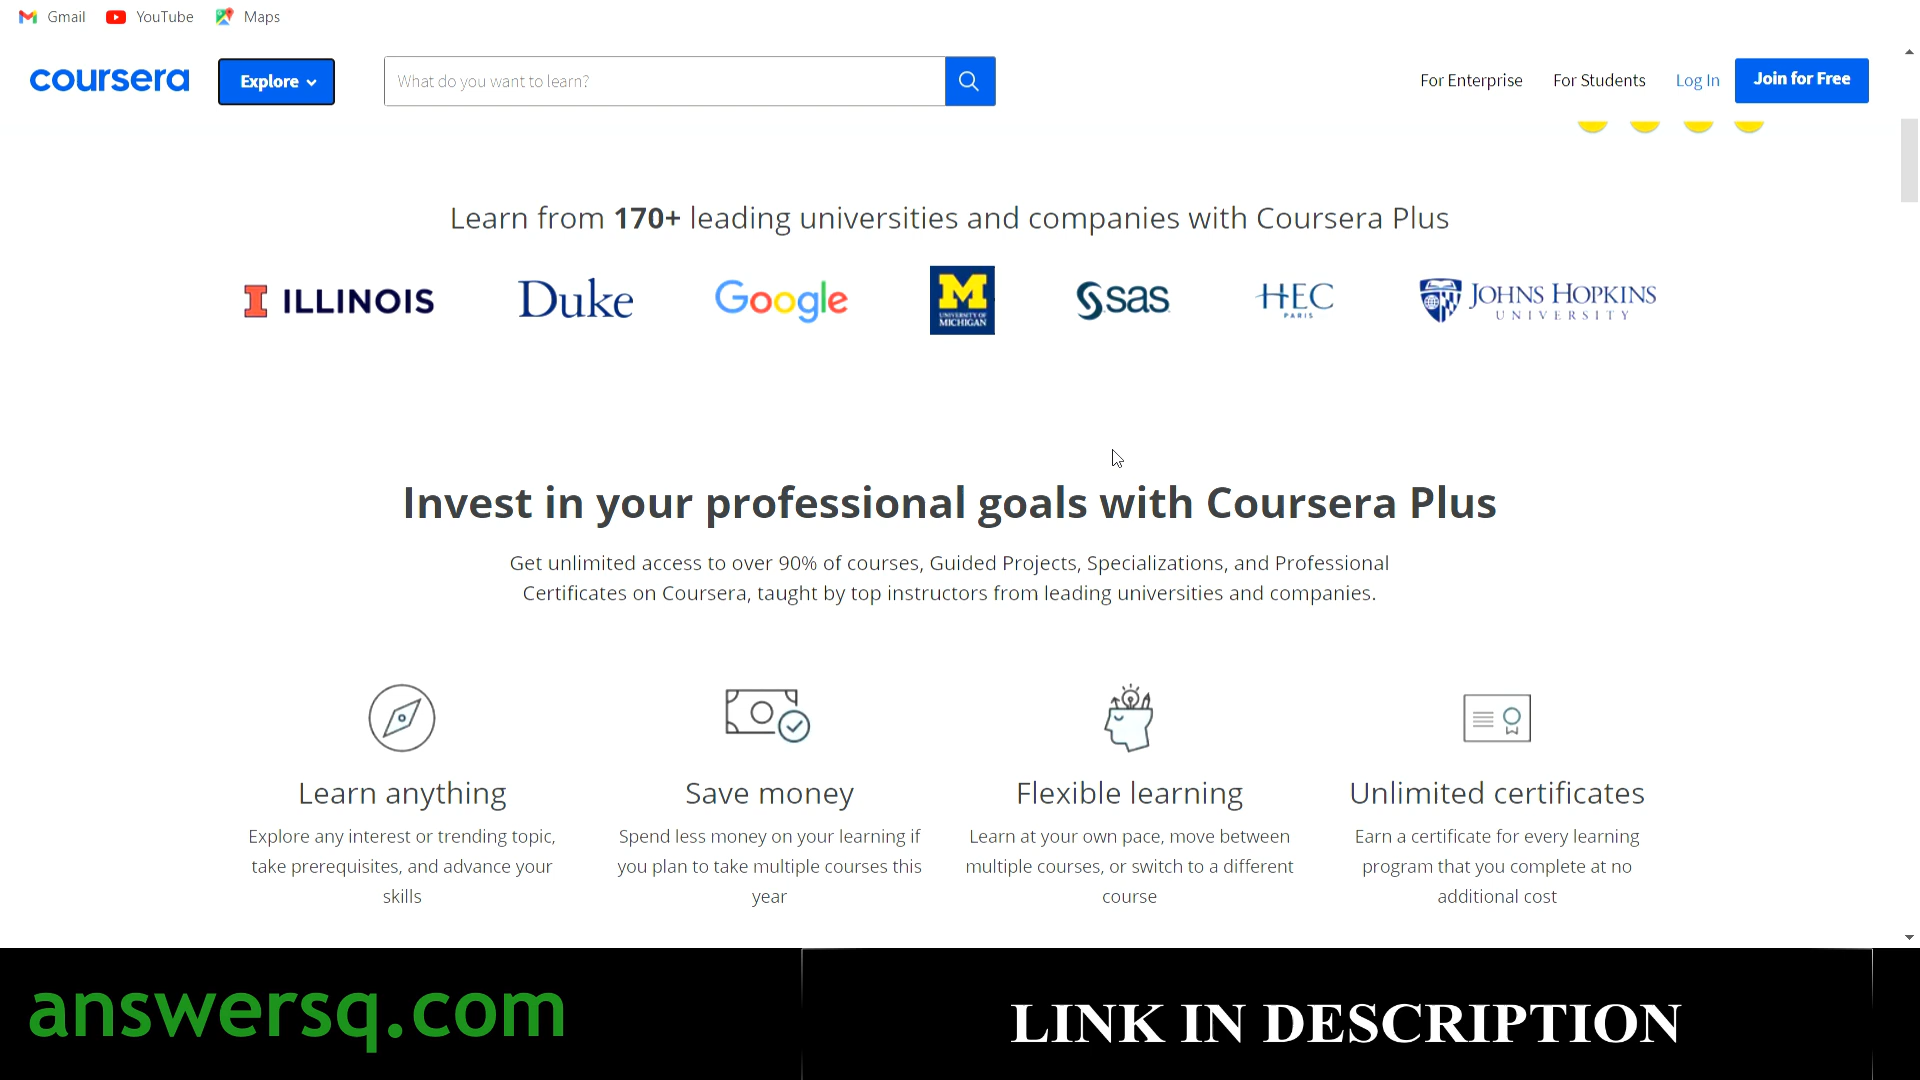 Gmail YouTube Maps
coursera Explore What do you want to learn? For Enterprise For Students Log In Join for Free
Learn from 170+ leading universities and companies with Coursera Plus
I ILLINOIS Duke Google M UNIVERSITY OF MICHIGAN sas HEC PARIS JOHNS HOPKINS UNIVERSITY
Invest in your professional goals with Coursera Plus
Get unlimited access to over 90% of courses, Guided Projects, Specializations, and Professional
Certificates on Coursera, taught by top instructors from leading universities and companies.
Learn anything
Explore any interest or trending topic,
take prerequisites, and advance your
skills
Save money
Spend less money on your learning if
you plan to take multiple courses this
year
Flexible learning
Learn at your own pace, move between
multiple courses, or switch to a different
course
Unlimited certificates
Earn a certificate for every learning
program that you complete at no
additional cost
answersq.com
LINK IN DESCRIPTION